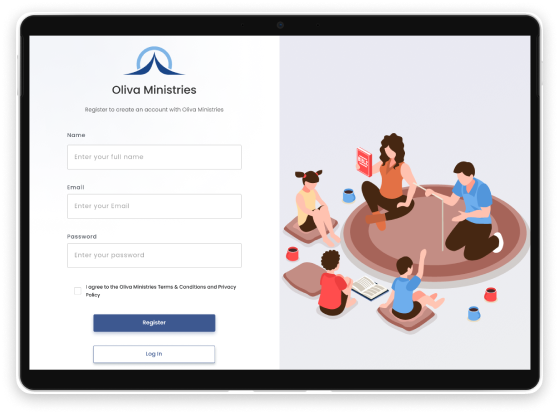 Oliva Ministries
Register to create an account with Oliva Ministries
Name
Enter your full name
Email
Enter your Email
Password
Enter your password
I agree to the Oliva Ministries Terms & Conditions and Privacy
Policy
Register
Log In